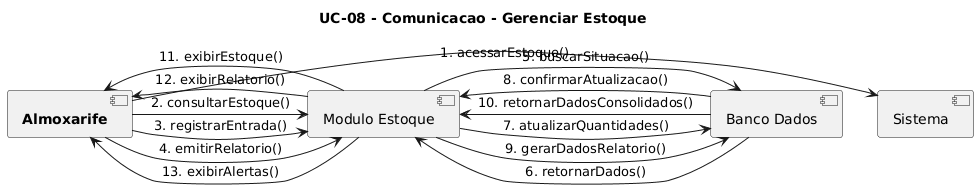 UC-08 - Comunicacao - Gerenciar Estoque
1. acessarEstoque()
5. buscarSituacao()
11. exibirEstoque()
12. exibirRelatorio()
8. confirmarAtualizacao()
2. consultarEstoque()
10. retornarDadosConsolidados()
Almoxarife
Modulo Estoque
Banco Dados
Sistema
3. registrarEntrada()
7. atualizarQuantidades()
4. emitirRelatorio()
9. gerarDadosRelatorio()
13. exibirAlertas()
6. retornarDados()